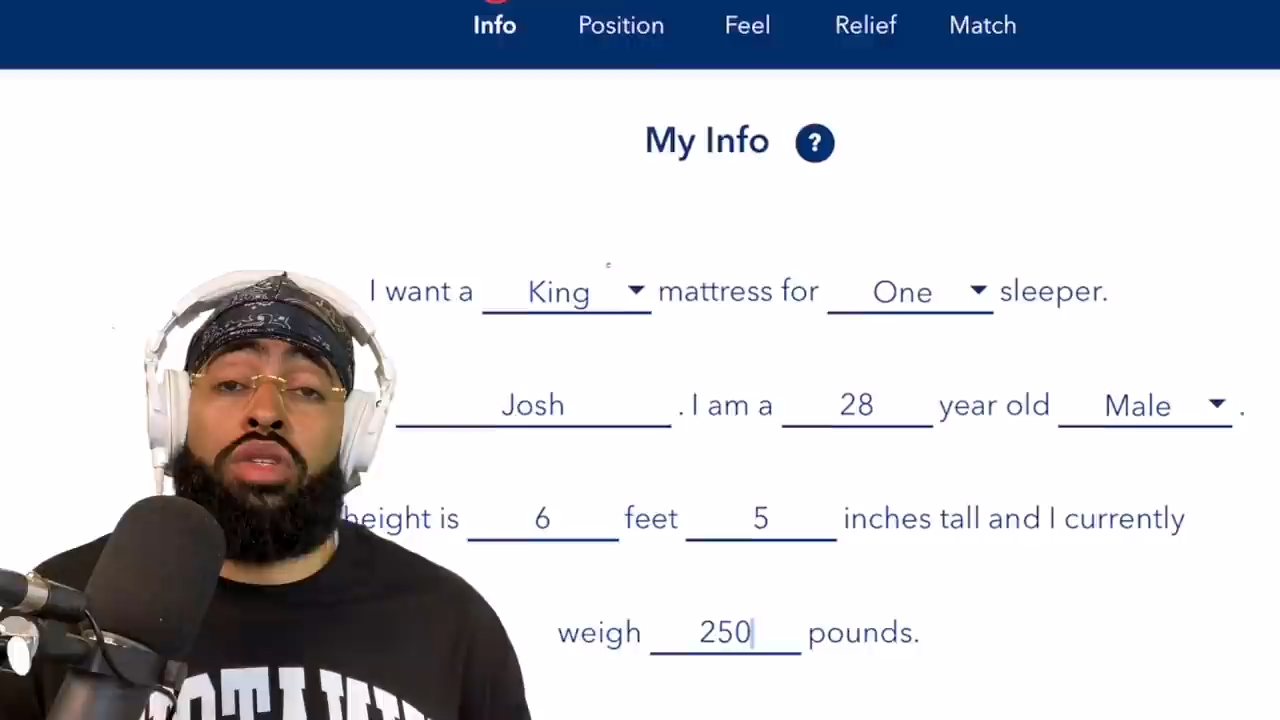 Info Position Feel Relief Match
My Info ?
I want a King mattress for One sleeper.
Josh . I am a 28 year old Male .
height is 6 feet 5 inches tall and I currently
weigh 250 pounds.